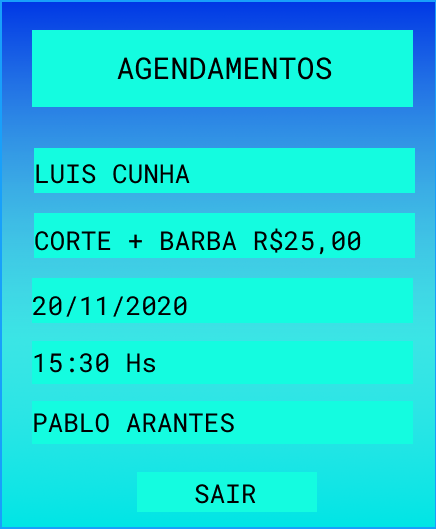 AGENDAMENTOS
LUIS CUNHA
CORTE + BARBA R$25,00
20/11/2020
15:30 Hs
PABLO ARANTES
SAIR